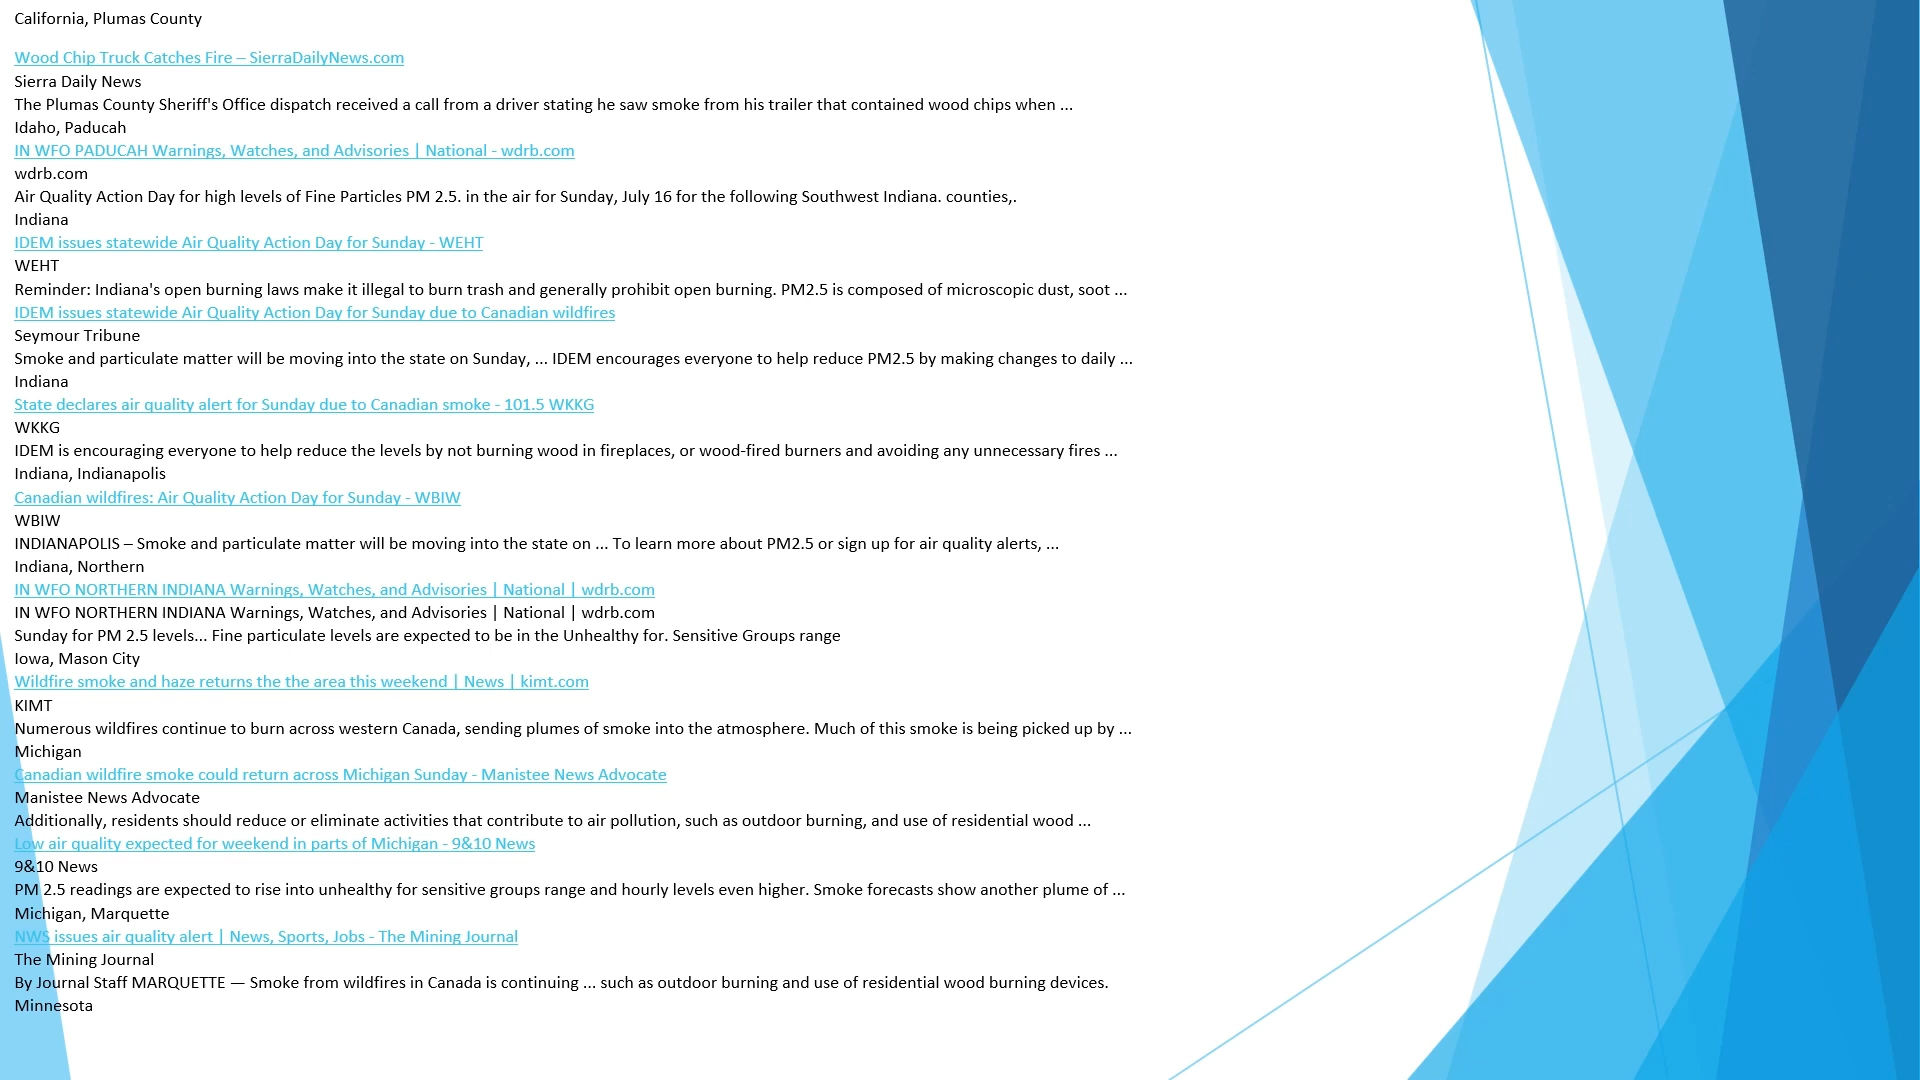 California, Plumas County
Wood Chip Truck Catches Fire – SierraDailyNews.com
Sierra Daily News
The Plumas County Sheriff's Office dispatch received a call from a driver stating he saw smoke from his trailer that contained wood chips when ...
Idaho, Paducah
IN WFO PADUCAH Warnings, Watches, and Advisories | National - wdrb.com
wdrb.com
Air Quality Action Day for high levels of Fine Particles PM 2.5. in the air for Sunday, July 16 for the following Southwest Indiana. counties,.
Indiana
IDEM issues statewide Air Quality Action Day for Sunday - WEHT
WEHT
Reminder: Indiana's open burning laws make it illegal to burn trash and generally prohibit open burning. PM2.5 is composed of microscopic dust, soot ...
IDEM issues statewide Air Quality Action Day for Sunday due to Canadian wildfires
Seymour Tribune
Smoke and particulate matter will be moving into the state on Sunday, ... IDEM encourages everyone to help reduce PM2.5 by making changes to daily ...
Indiana
State declares air quality alert for Sunday due to Canadian smoke - 101.5 WKKG
WKKG
IDEM is encouraging everyone to help reduce the levels by not burning wood in fireplaces, or wood-fired burners and avoiding any unnecessary fires ...
Indiana, Indianapolis
Canadian wildfires: Air Quality Action Day for Sunday - WBIW
WBIW
INDIANAPOLIS – Smoke and particulate matter will be moving into the state on ... To learn more about PM2.5 or sign up for air quality alerts, ...
Indiana, Northern
IN WFO NORTHERN INDIANA Warnings, Watches, and Advisories | National | wdrb.com
IN WFO NORTHERN INDIANA Warnings, Watches, and Advisories | National | wdrb.com
Sunday for PM 2.5 levels... Fine particulate levels are expected to be in the Unhealthy for. Sensitive Groups range
Iowa, Mason City
Wildfire smoke and haze returns the the area this weekend | News | kimt.com
KIMT
Numerous wildfires continue to burn across western Canada, sending plumes of smoke into the atmosphere. Much of this smoke is being picked up by ...
Michigan
Canadian wildfire smoke could return across Michigan Sunday - Manistee News Advocate
Manistee News Advocate
Additionally, residents should reduce or eliminate activities that contribute to air pollution, such as outdoor burning, and use of residential wood ...
Low air quality expected for weekend in parts of Michigan - 9&10 News
9&10 News
PM 2.5 readings are expected to rise into unhealthy for sensitive groups range and hourly levels even higher. Smoke forecasts show another plume of ...
Michigan, Marquette
NWS issues air quality alert | News, Sports, Jobs - The Mining Journal
The Mining Journal
By Journal Staff MARQUETTE — Smoke from wildfires in Canada is continuing ... such as outdoor burning and use of residential wood burning devices.
Minnesota